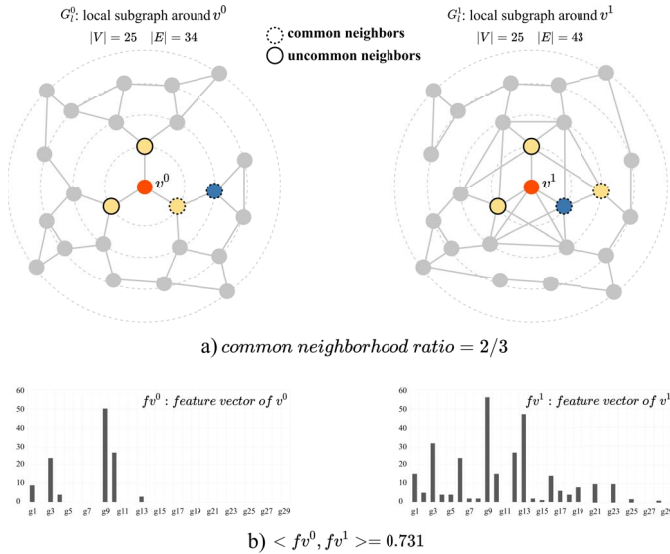 G_l^0: local subgraph around v^0
|V| = 25 |E| = 34
common neighbors
uncommon neighbors
G_l^1: local subgraph around v^1
|V| = 25 |E| = 43
v^0
v^1
a) common neighborhood ratio = 2/3
fv^0 : feature vector of v^0
60
50
40
30
20
10
0
g1 g3 g5 g7 g9 g11 g13 g15 g17 g19 g21 g23 g25 g27 g29
fv^1 : feature vector of v^1
60
50
40
30
20
10
0
g1 g3 g5 g7 g9 g11 g13 g15 g17 g19 g21 g23 g25 g27 g29
b) < fv^0, fv^1 >= 0.731